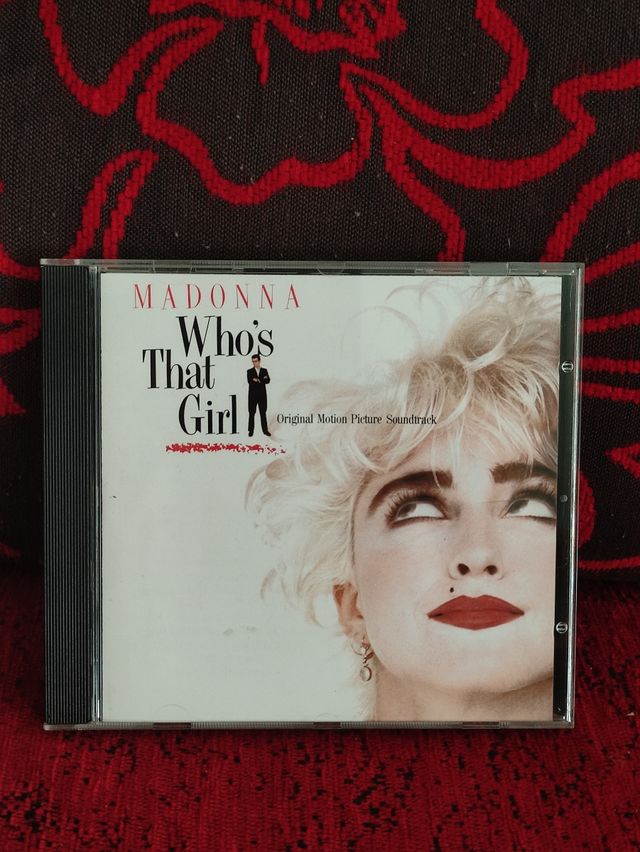 MADONNA
Who's
That
Girl
Original Motion Picture Soundtrack